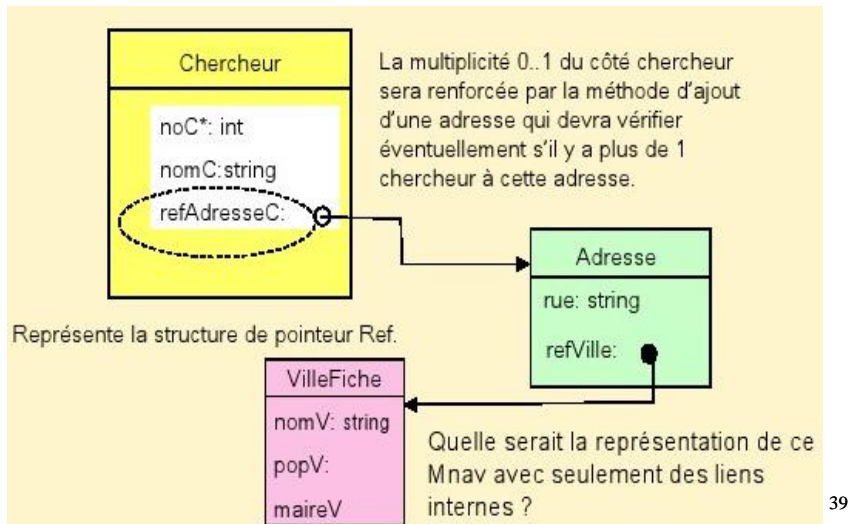 Chercheur
noC*: int
nomC:string
refAdresseC:
La multiplicité 0..1 du côté chercheur
sera renforcée par la méthode d'ajout
d'une adresse qui devra vérifier
éventuellement s'il y a plus de 1
chercheur à cette adresse.
Adresse
rue: string
refVille:
Représente la structure de pointeur Ref.
VilleFiche
nomV: string
popV:
maireV
Quelle serait la représentation de ce
Mnav avec seulement des liens
internes ?
39